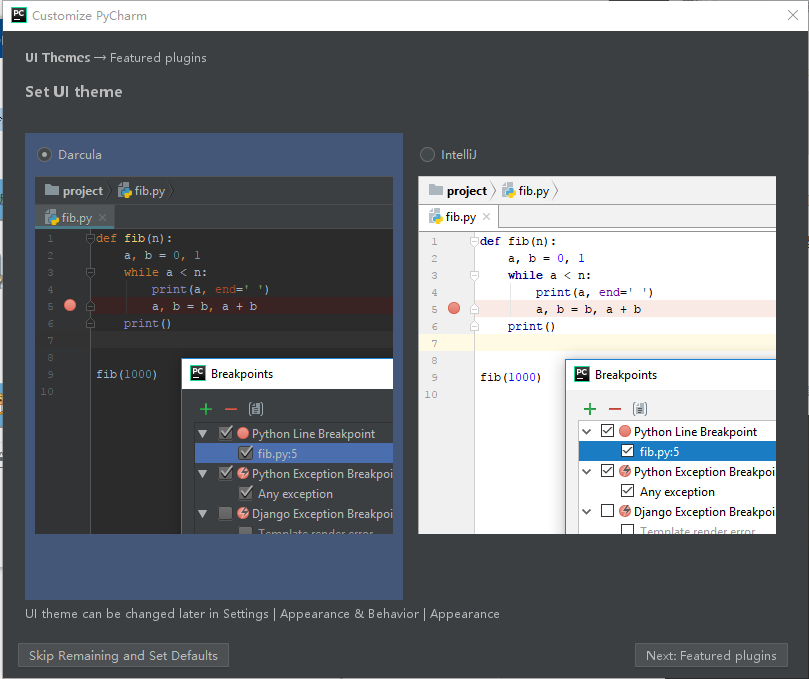 Customize PyCharm
UI Themes → Featured plugins
Set UI theme
Darcula
project
fib.py
fib.py
1 def fib(n):
2 a, b = 0, 1
3 while a < n:
4 print(a, end=' ')
5 a, b = b, a + b
6 print()
7
8
9 fib(1000)
10
Breakpoints
Python Line Breakpoint
fib.py:5
Python Exception Breakpoi
Any exception
Django Exception Breakpoi
Template render error
IntelliJ
project
fib.py
fib.py
1 def fib(n):
2 a, b = 0, 1
3 while a < n:
4 print(a, end=' ')
5 a, b = b, a + b
6 print()
7
8
9 fib(1000)
10
Breakpoints
Python Line Breakpoint
fib.py:5
Python Exception Breakpoi
Any exception
Django Exception Breakpoi
Template render error
UI theme can be changed later in Settings | Appearance & Behavior | Appearance
Skip Remaining and Set Defaults
Next: Featured plugins